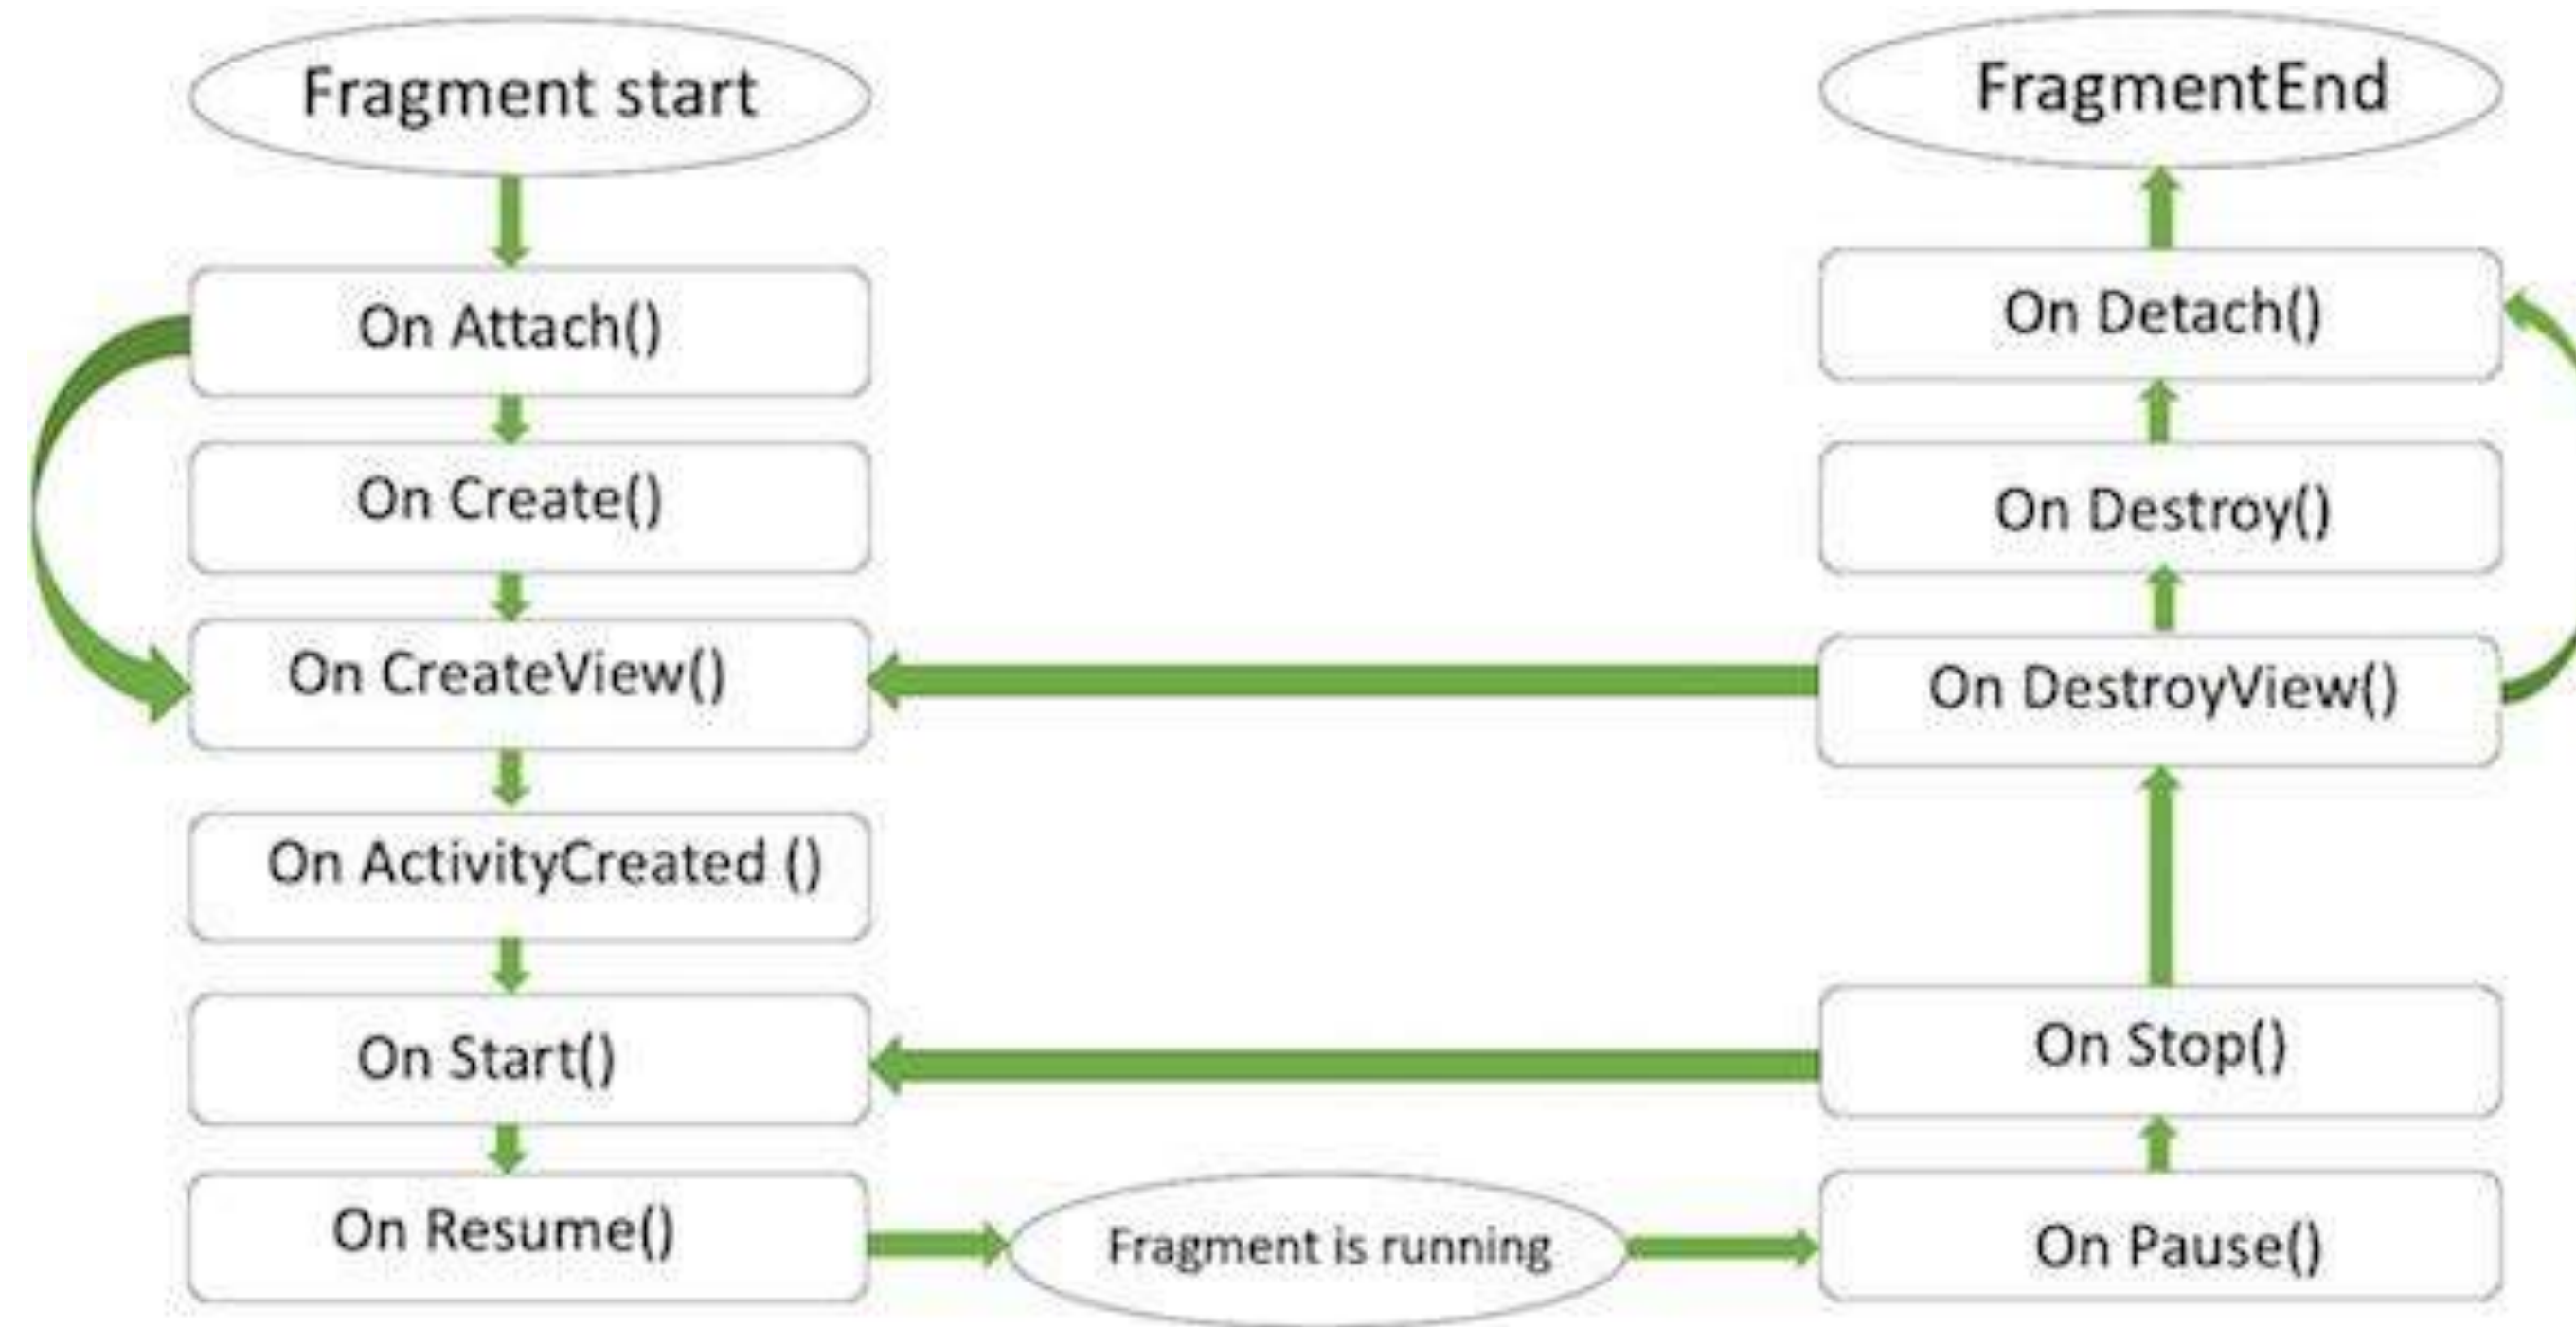 Fragment start
On Attach()
On Create()
On CreateView()
On ActivityCreated ()
On Start()
On Resume()
Fragment is running
On Pause()
On Stop()
On DestroyView()
On Destroy()
On Detach()
FragmentEnd